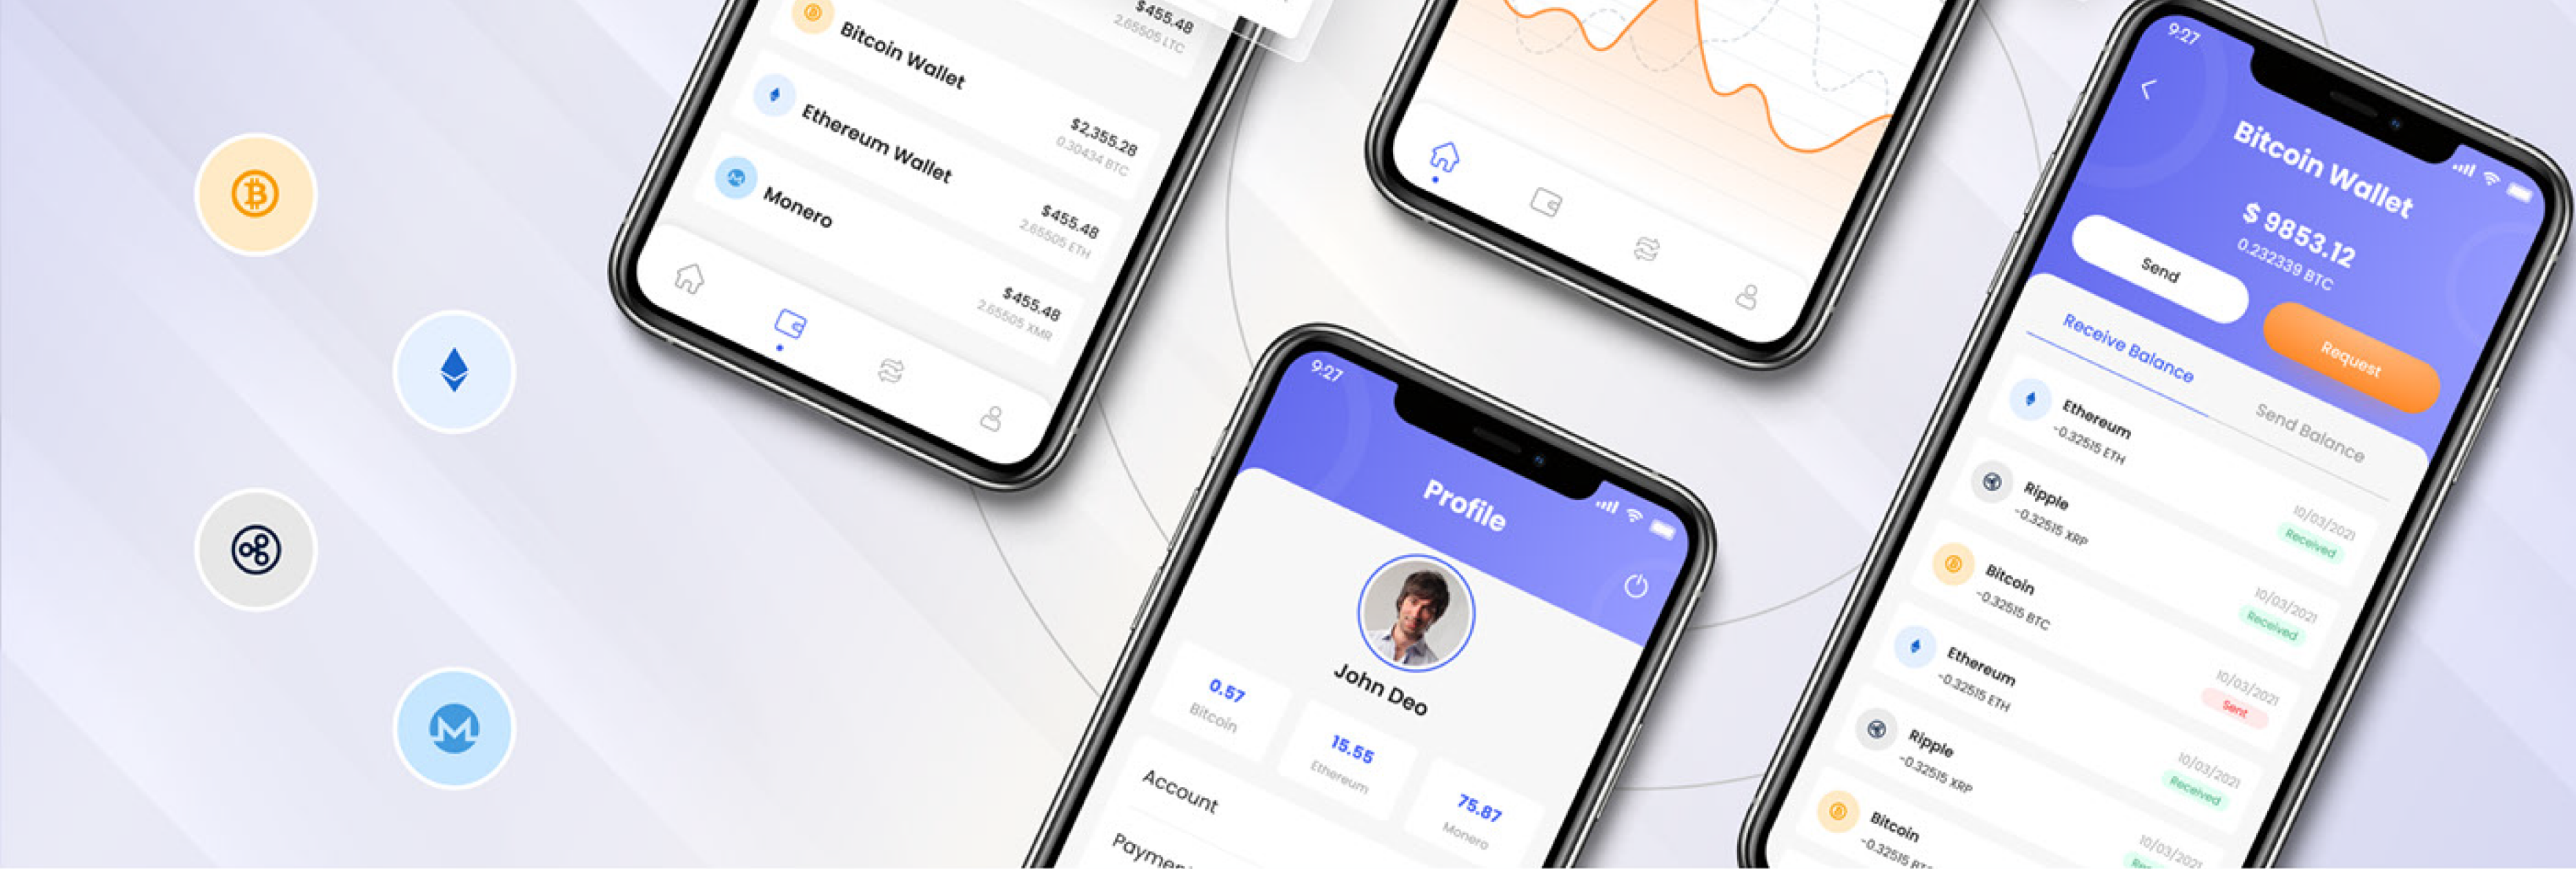 $455.48
2.65505 LTC
Bitcoin Wallet
$2,355.28
0.30434 BTC
Ethereum Wallet
$455.48
2.65505 ETH
Monero
$455.48
2.65505 XMR
9:27
Profile
John Deo
0.57
Bitcoin
15.55
Ethereum
75.87
Monero
Account
9:27
Bitcoin Wallet
$ 9853.12
0.232339 BTC
Send
Request
Receive Balance
Send Balance
Ethereum
-0.32515 ETH
10/03/2021
Received
Ripple
-0.32515 XRP
10/03/2021
Received
Bitcoin
-0.32515 BTC
10/03/2021
Sent
Ethereum
-0.32515 ETH
10/03/2021
Received
Ripple
-0.32515 XRP
10/03/2021
Bitcoin
-0.32515